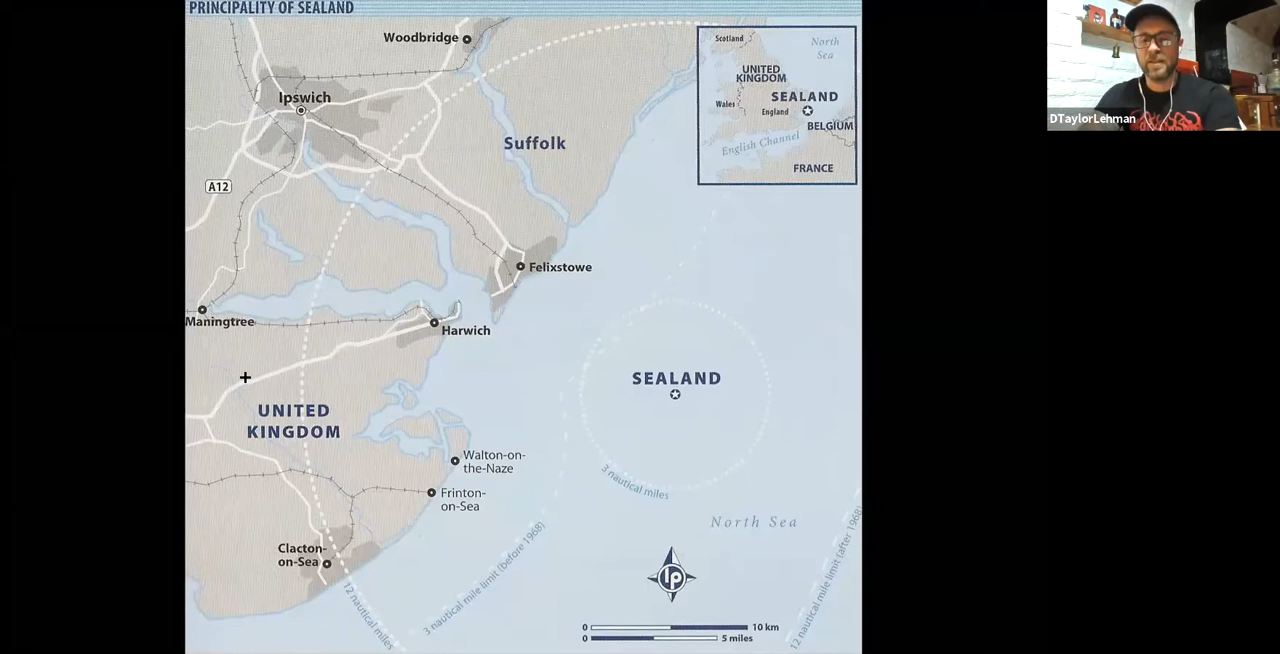 PRINCIPALITY OF SEALAND
Woodbridge
Ipswich
Suffolk
A12
Felixstowe
Maningtree
Harwich
UNITED
KINGDOM
Walton-on-
the-Naze
Frinton-
on-Sea
Clacton-
on-Sea
12 nautical miles
3 nautical mile limit (before 1968)
SEALAND
3 nautical miles
North Sea
12 nautical mile limit (after 1968)
lp
0 10 km
0 5 miles
Scotland
North
Sea
UNITED
KINGDOM
SEALAND
Wales
England
BELGIUM
English Channel
FRANCE
DTaylorLehman